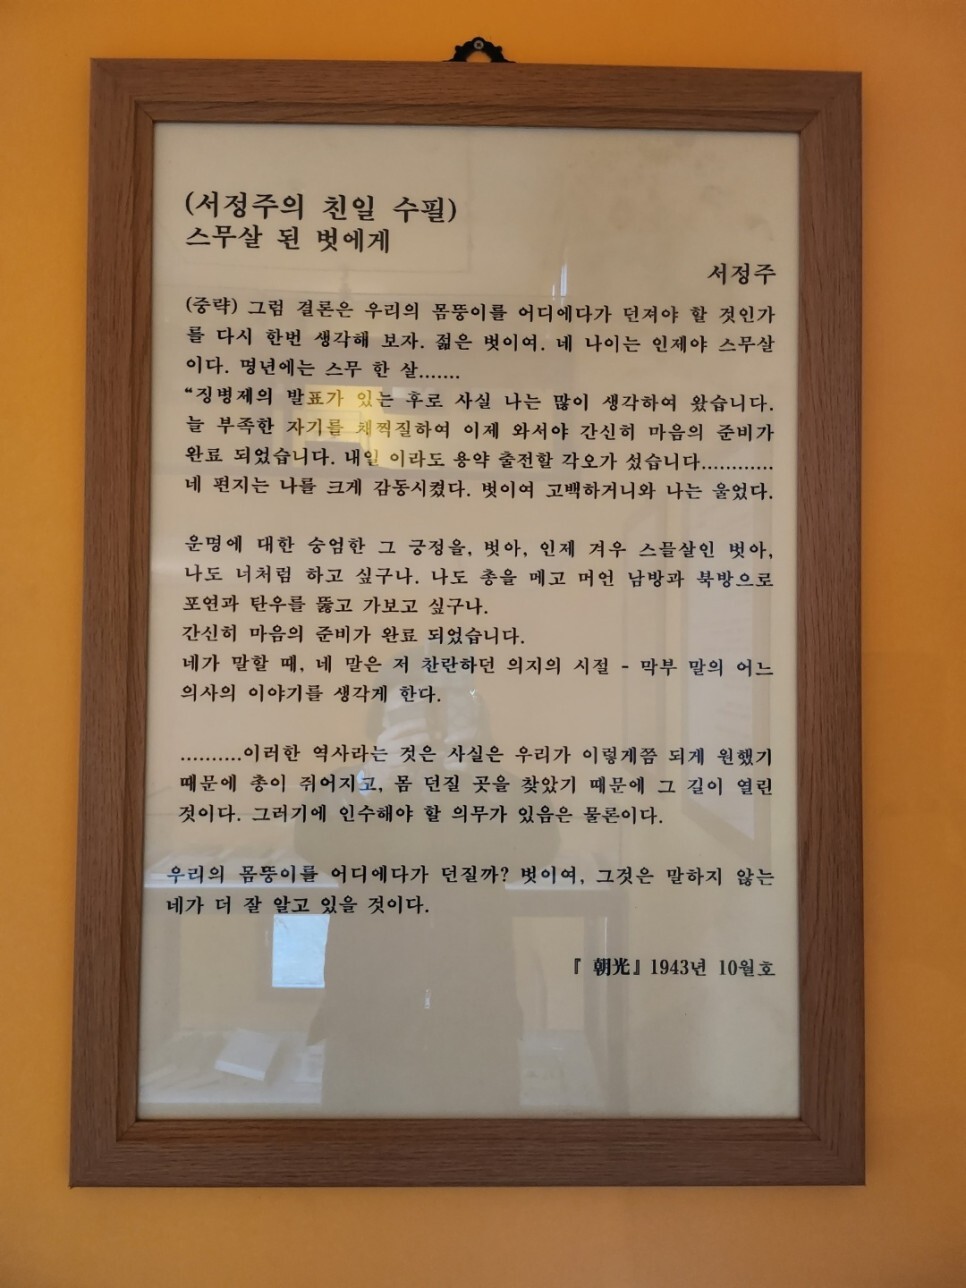 (서정주의 친일 수필)
스무살 된 벗에게
서정주
(중략) 그럼 결론은 우리의 몸뚱이를 어디에다가 던져야 할 것인가
를 다시 한번 생각해 보자. 젊은 벗이여. 네 나이는 인제야 스무살
이다. 명년에는 스무 한 살.......
“징병제의 발표가 있는 후로 사실 나는 많이 생각하여 왔습니다.
늘 부족한 자기를 채찍질하여 이제 와서야 간신히 마음의 준비가
완료 되었습니다. 내일 이라도 용약 출전할 각오가 섰습니다............
네 편지는 나를 크게 감동시켰다. 벗이여 고백하거니와 나는 울었다.
운명에 대한 숭엄한 그 긍정을, 벗아, 인제 겨우 스믈살인 벗아,
나도 너처럼 하고 싶구나. 나도 총을 메고 머언 남방과 북방으로
포연과 탄우를 뚫고 가보고 싶구나.
간신히 마음의 준비가 완료 되었습니다.
네가 말할 때, 네 말은 저 찬란하던 의지의 시절 - 막부 말의 어느
의사의 이야기를 생각게 한다.
..........이러한 역사라는 것은 사실은 우리가 이렇게쯤 되게 원했기
때문에 총이 쥐어지고, 몸 던질 곳을 찾았기 때문에 그 길이 열린
것이다. 그러기에 인수해야 할 의무가 있음은 물론이다.
우리의 몸뚱이를 어디에다가 던질까? 벗이여, 그것은 말하지 않는
네가 더 잘 알고 있을 것이다.
『 朝光』1943년 10월호